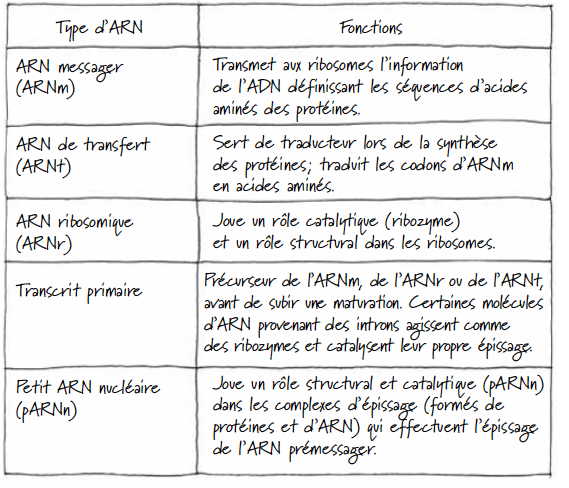 Type d'ARN
Fonctions
ARN messager
(ARNm)
Transmet aux ribosomes l'information
de l'ADN définissant les séquences d'acides
aminés des protéines.
ARN de transfert
(ARNt)
Sert de traducteur lors de la synthèse
des protéines; traduit les codons d'ARNm
en acides aminés.
ARN ribosomique
(ARNr)
Joue un rôle catalytique (ribozyme)
et un rôle structural dans les ribosomes.
Transcrit primaire
Précurseur de l'ARNm, de l'ARNr ou de l'ARNt,
avant de subir une maturation. Certaines molécules
d'ARN provenant des introns agissent comme
des ribozymes et catalysent leur propre épissage.
Petit ARN nucléaire
(pARNn)
Joue un rôle structural et catalytique (pARNn)
dans les complexes d'épissage (formés de
protéines et d'ARN) qui effectuent l'épissage
de l'ARN prémessager.